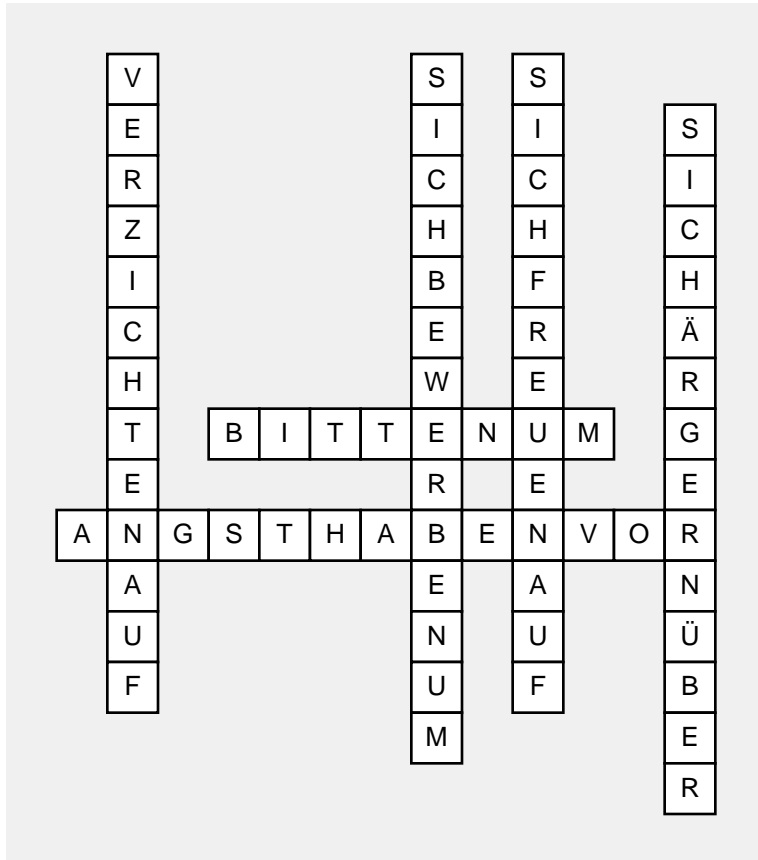 VERZICHTENAUF
SICHBEWERBENUM
SICHFREUENAUF
SICHÄRGERNÜBER
BITTENUM
ANGSTHABENVOR